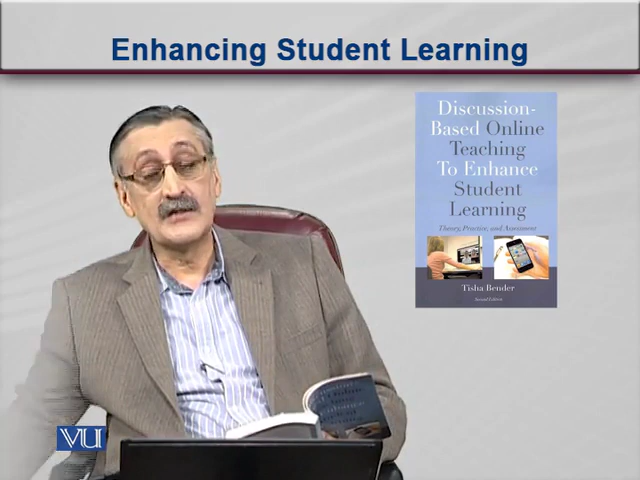 Enhancing Student Learning
Discussion-
Based Online
Teaching
To Enhance
Student
Learning
Theory, Practice, and Assessment
Tisha Bender
Second Edition
VU